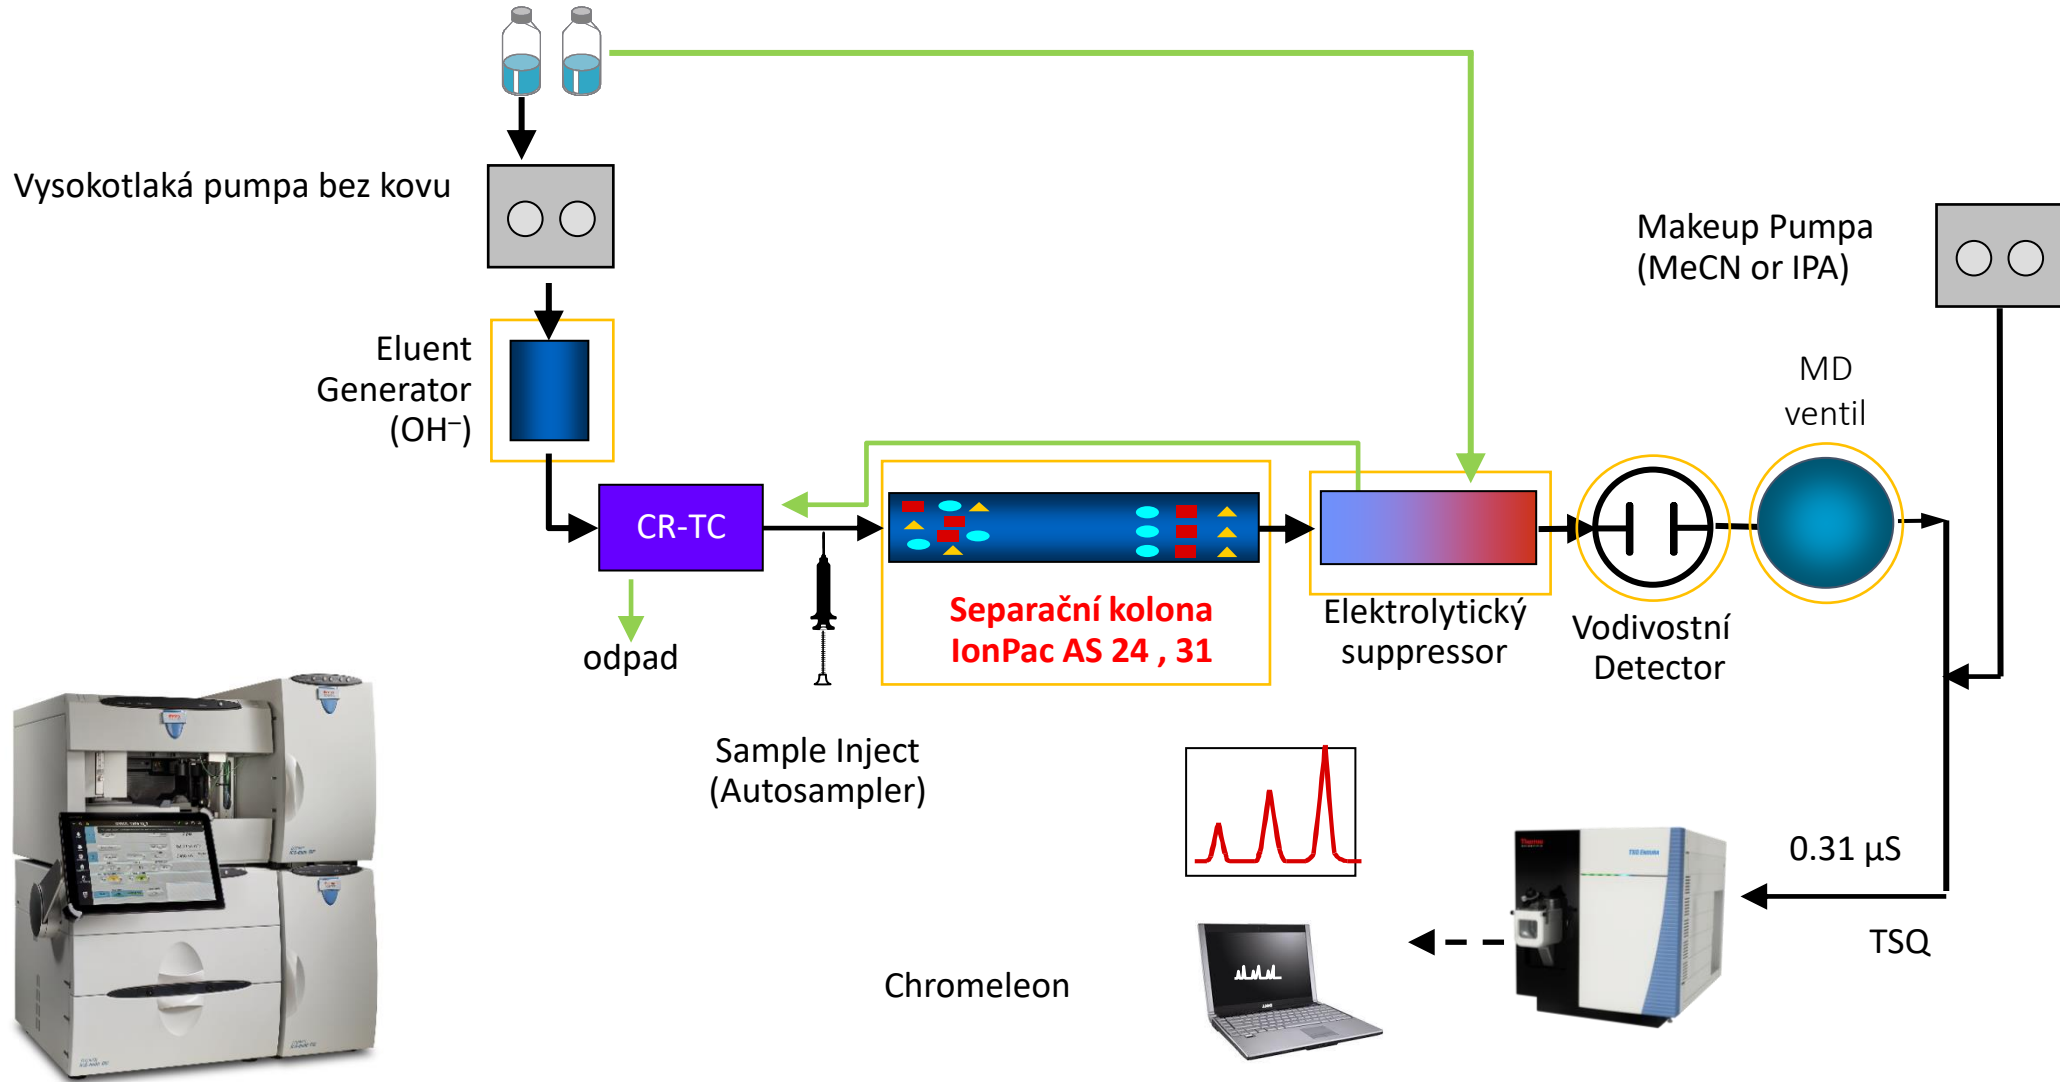 Vysokotlaká pumpa bez kovu
Makeup Pumpa
(MeCN or IPA)
Eluent
Generator
(OH⁻)
MD
ventil
CR-TC
Separační kolona
IonPac AS 24 , 31
Elektrolytický
suppressor
Vodivostní
Detector
odpad
Sample Inject
(Autosampler)
0.31 µS
TSQ
Chromeleon